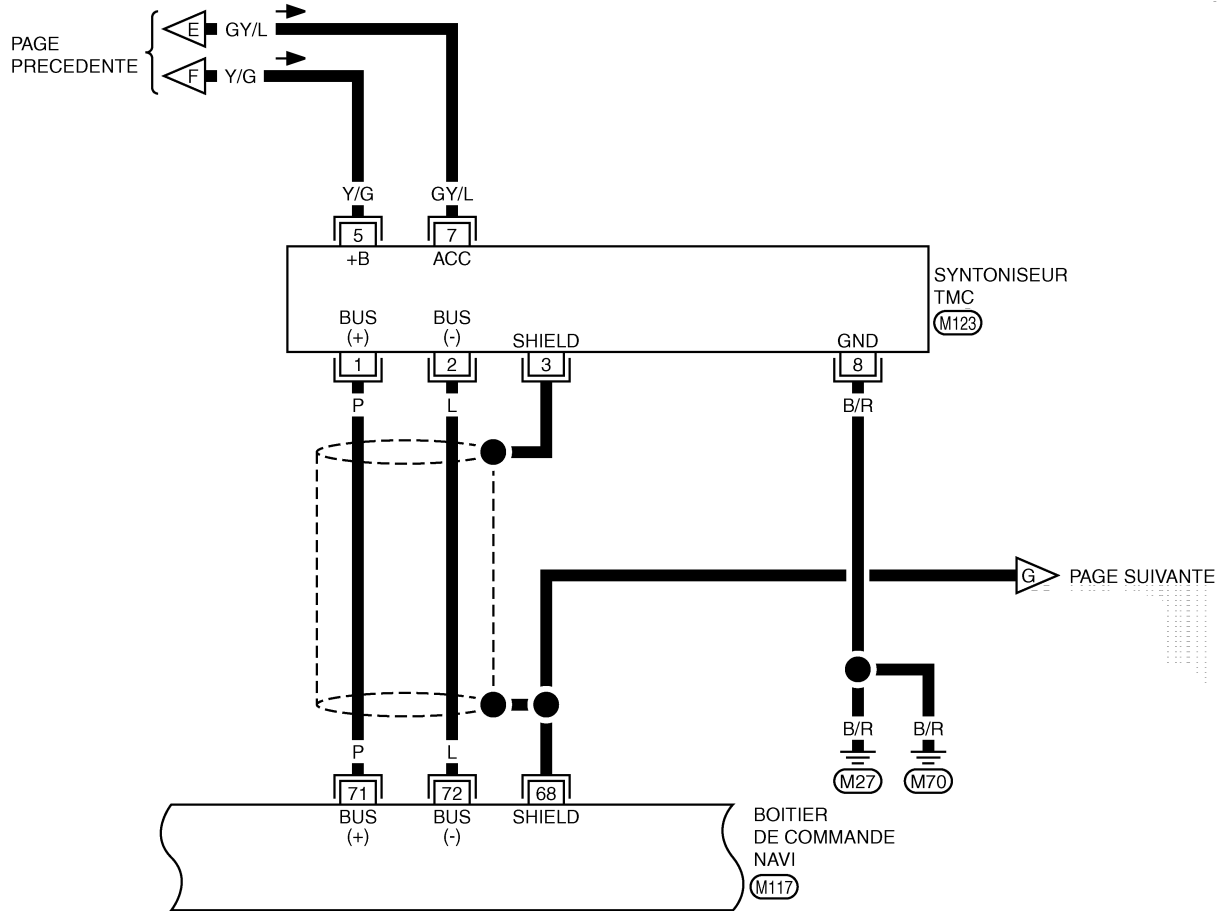 PAGE
PRECEDENTE
E GY/L
F Y/G
Y/G GY/L
5 7
+B ACC
SYNTONISEUR
TMC
M123
BUS BUS
(+) (-) SHIELD GND
1 2 3 8
P L B/R
G PAGE SUIVANTE
B/R B/R
M27 M70
P L
71 72 68
BUS BUS SHIELD
(+) (-)
BOITIER
DE COMMANDE
NAVI
M117